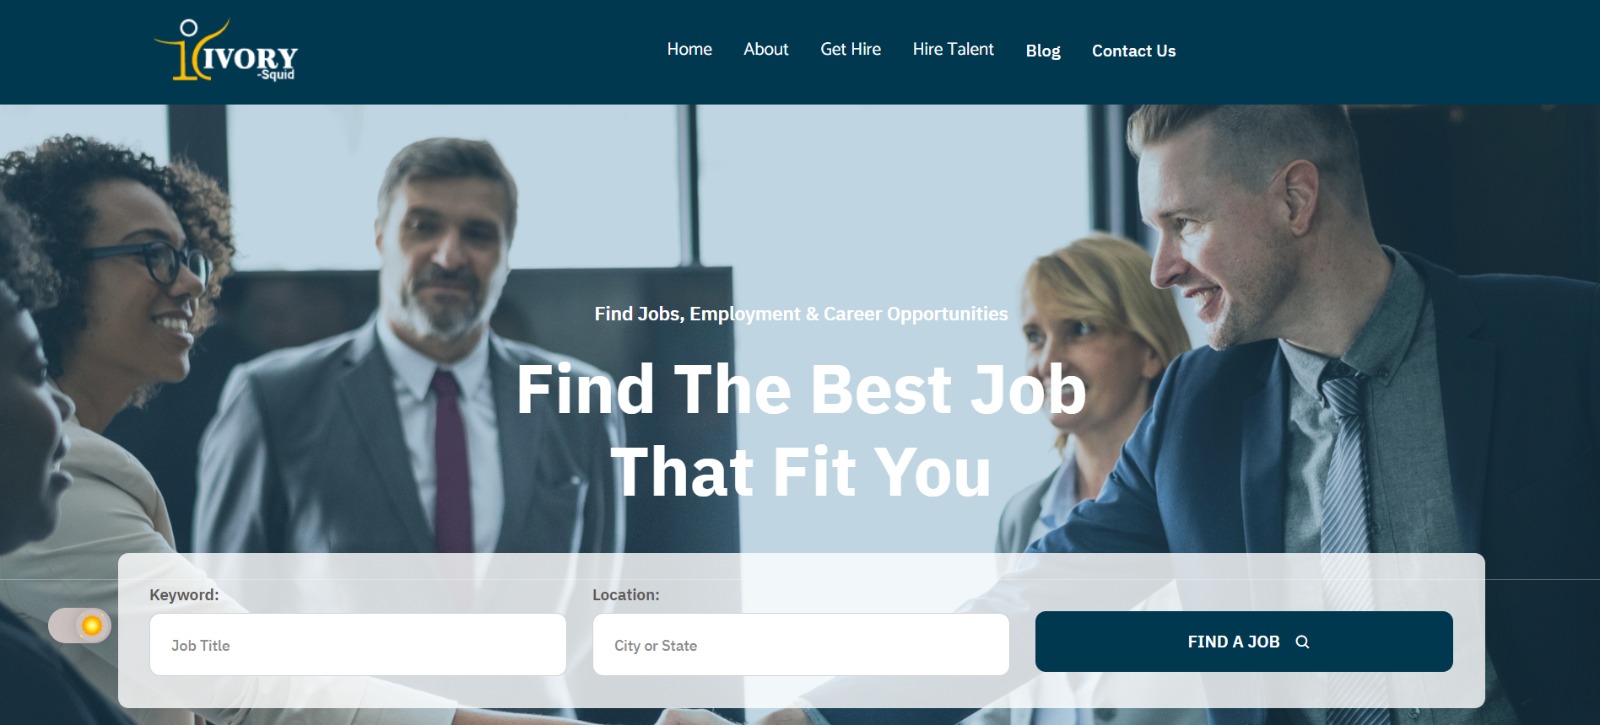 IVORY
-Squid
Home About Get Hire Hire Talent Blog Contact Us
Find Jobs, Employment & Career Opportunities
Find The Best Job
That Fit You
Keyword: Location:
Job Title City or State FIND A JOB